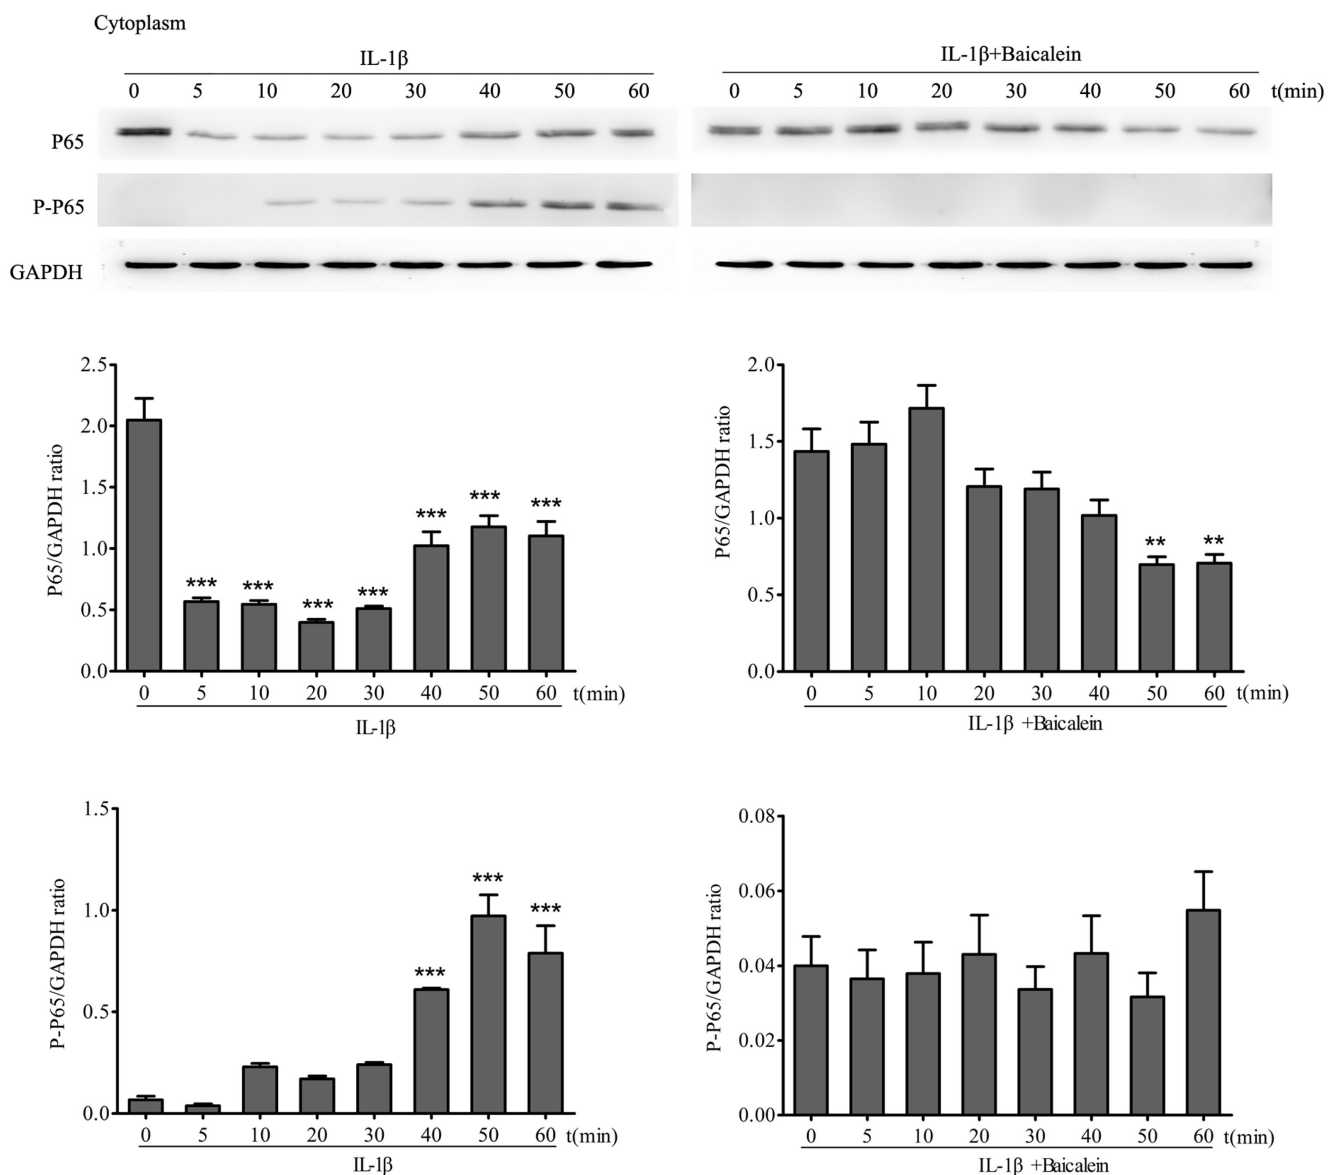 Cytoplasm
IL-1β
0 5 10 20 30 40 50 60
IL-1β+Baicalein
0 5 10 20 30 40 50 60 t(min)
P65
P-P65
GAPDH
P65/GAPDH ratio
2.5
2.0
1.5
1.0
0.5
0.0
*** *** *** *** *** *** ***
0 5 10 20 30 40 50 60 t(min)
IL-1β
P65/GAPDH ratio
2.0
1.5
1.0
0.5
0.0
** **
0 5 10 20 30 40 50 60 t(min)
IL-1β +Baicalein
P-P65/GAPDH ratio
1.5
1.0
0.5
0.0
*** *** ***
0 5 10 20 30 40 50 60 t(min)
IL-1β
P-P65/GAPDH ratio
0.08
0.06
0.04
0.02
0.00
0 5 10 20 30 40 50 60 t(min)
IL-1β +Baicalein